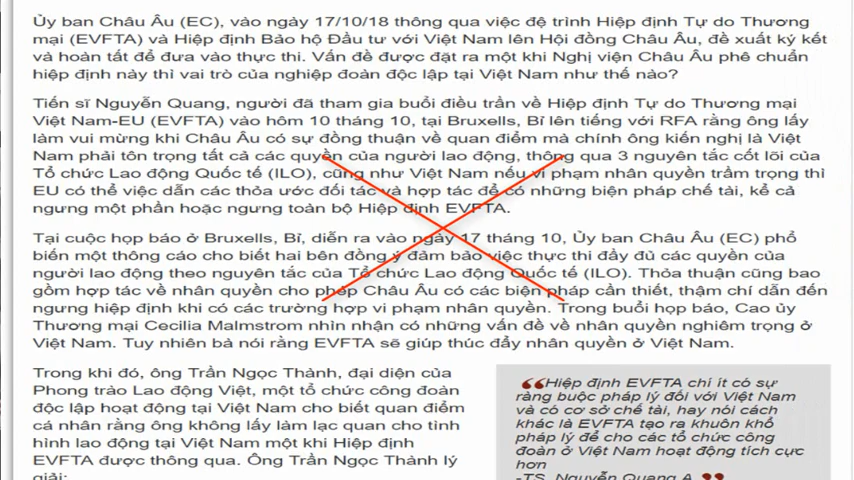 Ủy ban Châu Âu (EC), vào ngày 17/10/18 thông qua việc đệ trình Hiệp định Tự do Thương
mại (EVFTA) và Hiệp định Bảo hộ Đầu tư với Việt Nam lên Hội đồng Châu Âu, đề xuất ký kết
và hoàn tất để đưa vào thực thi. Vấn đề được đặt ra một khi Nghị viện Châu Âu phê chuẩn
hiệp định này thì vai trò của nghiệp đoàn độc lập tại Việt Nam như thế nào?
Tiến sĩ Nguyễn Quang, người đã tham gia buổi điều trần về Hiệp định Tự do Thương mại
Việt Nam-EU (EVFTA) vào hôm 10 tháng 10, tại Bruxells, Bỉ lên tiếng với RFA rằng ông lấy
làm vui mừng khi Châu Âu có sự đồng thuận về quan điểm mà chính ông kiến nghị là Việt
Nam phải tôn trọng tất cả các quyền của người lao động, thông qua 3 nguyên tắc cốt lõi của
Tổ chức Lao động Quốc tế (ILO), cũng như Việt Nam nếu vi phạm nhân quyền trầm trọng thì
EU có thể việc dẫn các thỏa ước đối tác và hợp tác để có những biện pháp chế tài, kể cả
ngưng một phần hoặc ngưng toàn bộ Hiệp định EVFTA.
Tại cuộc họp báo ở Bruxells, Bỉ, diễn ra vào ngày 17 tháng 10, Ủy ban Châu Âu (EC) phổ
biến một thông cáo cho biết hai bên đồng ý đảm bảo việc thực thi đầy đủ các quyền của
người lao động theo nguyên tắc của Tổ chức Lao động Quốc tế (ILO). Thỏa thuận cũng bao
gồm hợp tác về nhân quyền cho phép Châu Âu có các biện pháp cần thiết, thậm chí dẫn đến
ngưng hiệp định khi có các trường hợp vi phạm nhân quyền. Trong buổi họp báo, Cao ủy
Thương mại Cecilia Malmstrom nhìn nhận có những vấn đề về nhân quyền nghiêm trọng ở
Việt Nam. Tuy nhiên bà nói rằng EVFTA sẽ giúp thúc đẩy nhân quyền ở Việt Nam.
Trong khi đó, ông Trần Ngọc Thành, đại diện của
Phong trào Lao động Việt, một tổ chức công đoàn
độc lập hoạt động tại Việt Nam cho biết quan điểm
cá nhân rằng ông không lấy làm lạc quan cho tình
hình lao động tại Việt Nam một khi Hiệp định
EVFTA được thông qua. Ông Trần Ngọc Thành lý
giải:
“Hiệp định EVFTA chí ít có sự
ràng buộc pháp lý đối với Việt Nam
và có cơ sở chế tài, hay nói cách
khác là EVFTA tạo ra khuôn khổ
pháp lý để cho các tổ chức công
đoàn ở Việt Nam hoạt động tích cực
hơn
-TS. Nguyễn Quang A ”